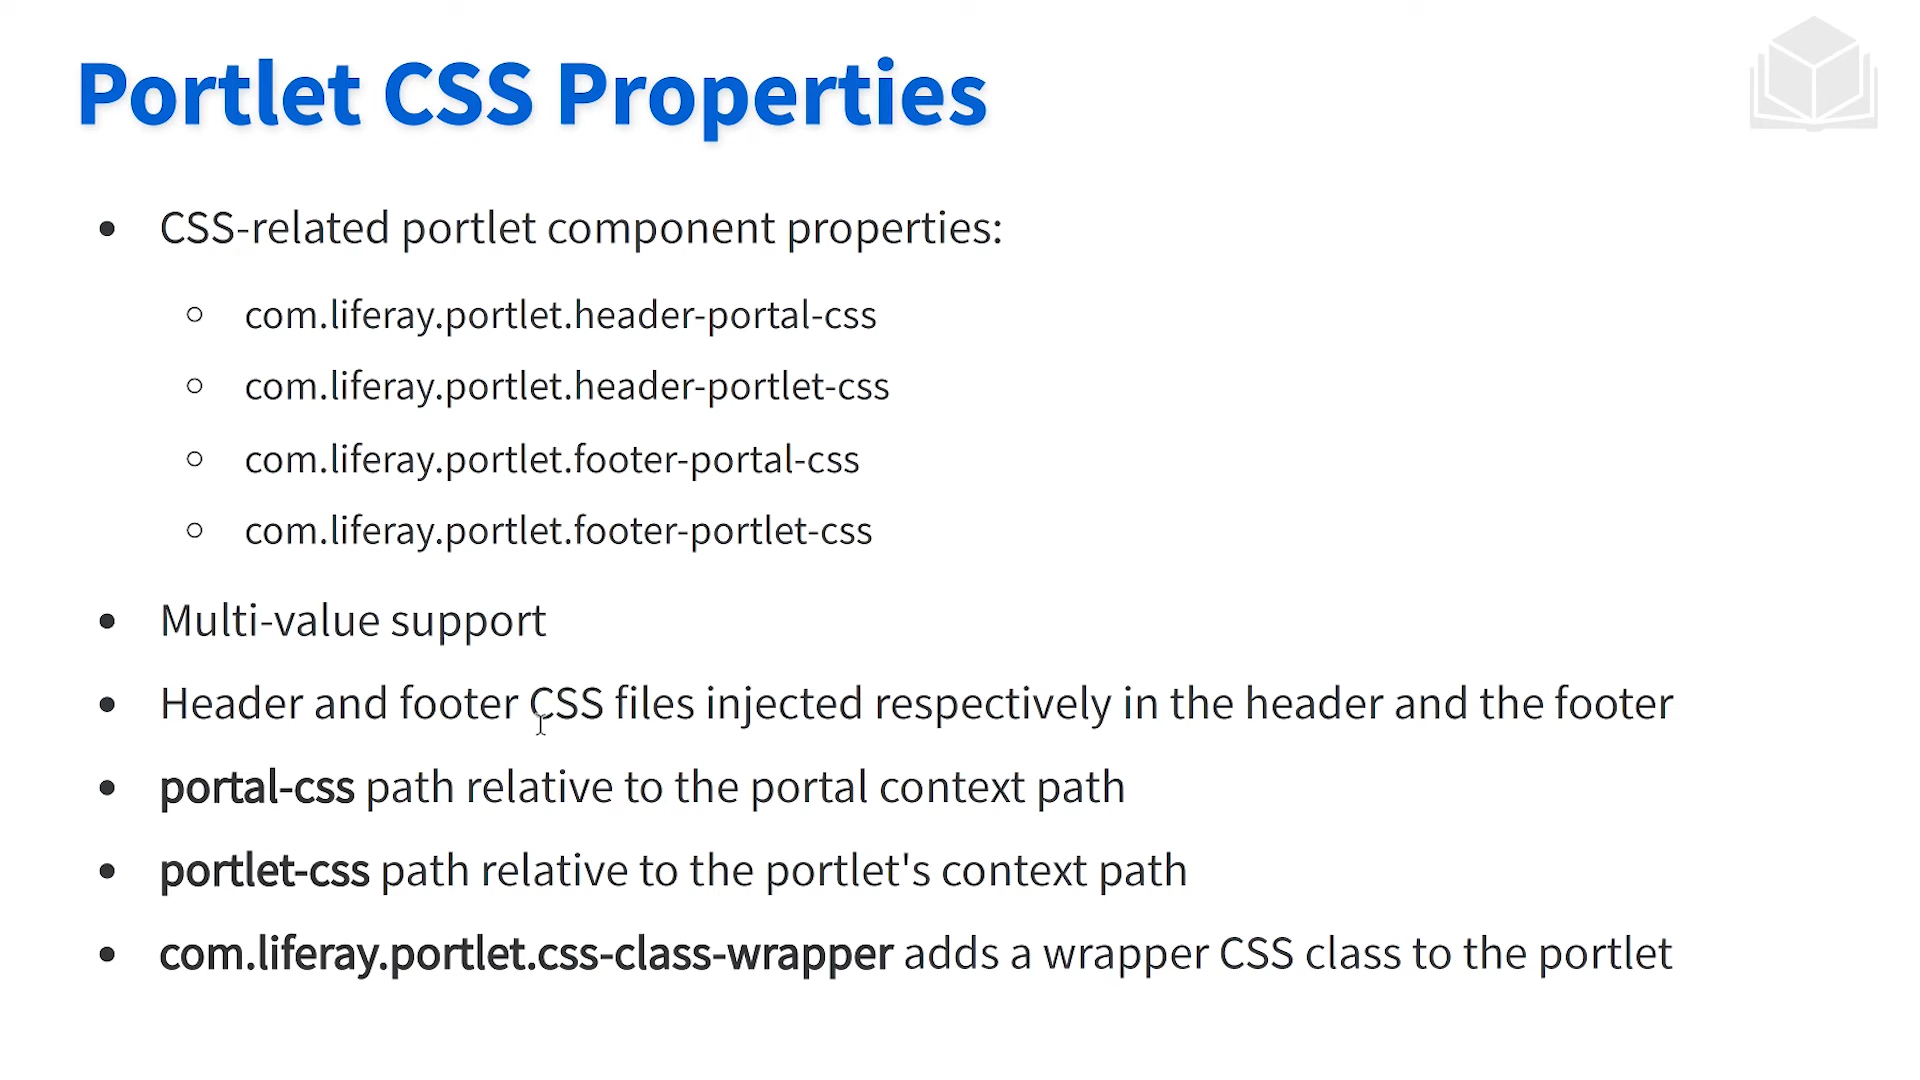 Portlet CSS Properties
• CSS-related portlet component properties:
○ com.liferay.portlet.header-portal-css
○ com.liferay.portlet.header-portlet-css
○ com.liferay.portlet.footer-portal-css
○ com.liferay.portlet.footer-portlet-css
• Multi-value support
• Header and footer CSS files injected respectively in the header and the footer
• portal-css path relative to the portal context path
• portlet-css path relative to the portlet's context path
• com.liferay.portlet.css-class-wrapper adds a wrapper CSS class to the portlet